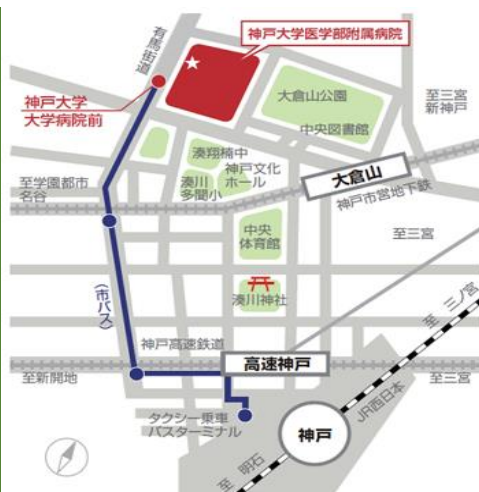 神戸大学医学部附属病院
有馬街道
神戸大学
大学病院前
大倉山公園
中央図書館
至三宮
新神戸
湊翔楠中
神戸文化
ホール
湊川
多聞小
大倉山
神戸市営地下鉄
至学園都市
名谷
中央
体育館
至三宮
(市バス)
湊川神社
神戸高速鉄道
高速神戸
至新開地
至三宮
至 三ノ宮
JR西日本
タクシー乗車
バスターミナル
神戸
至 明石